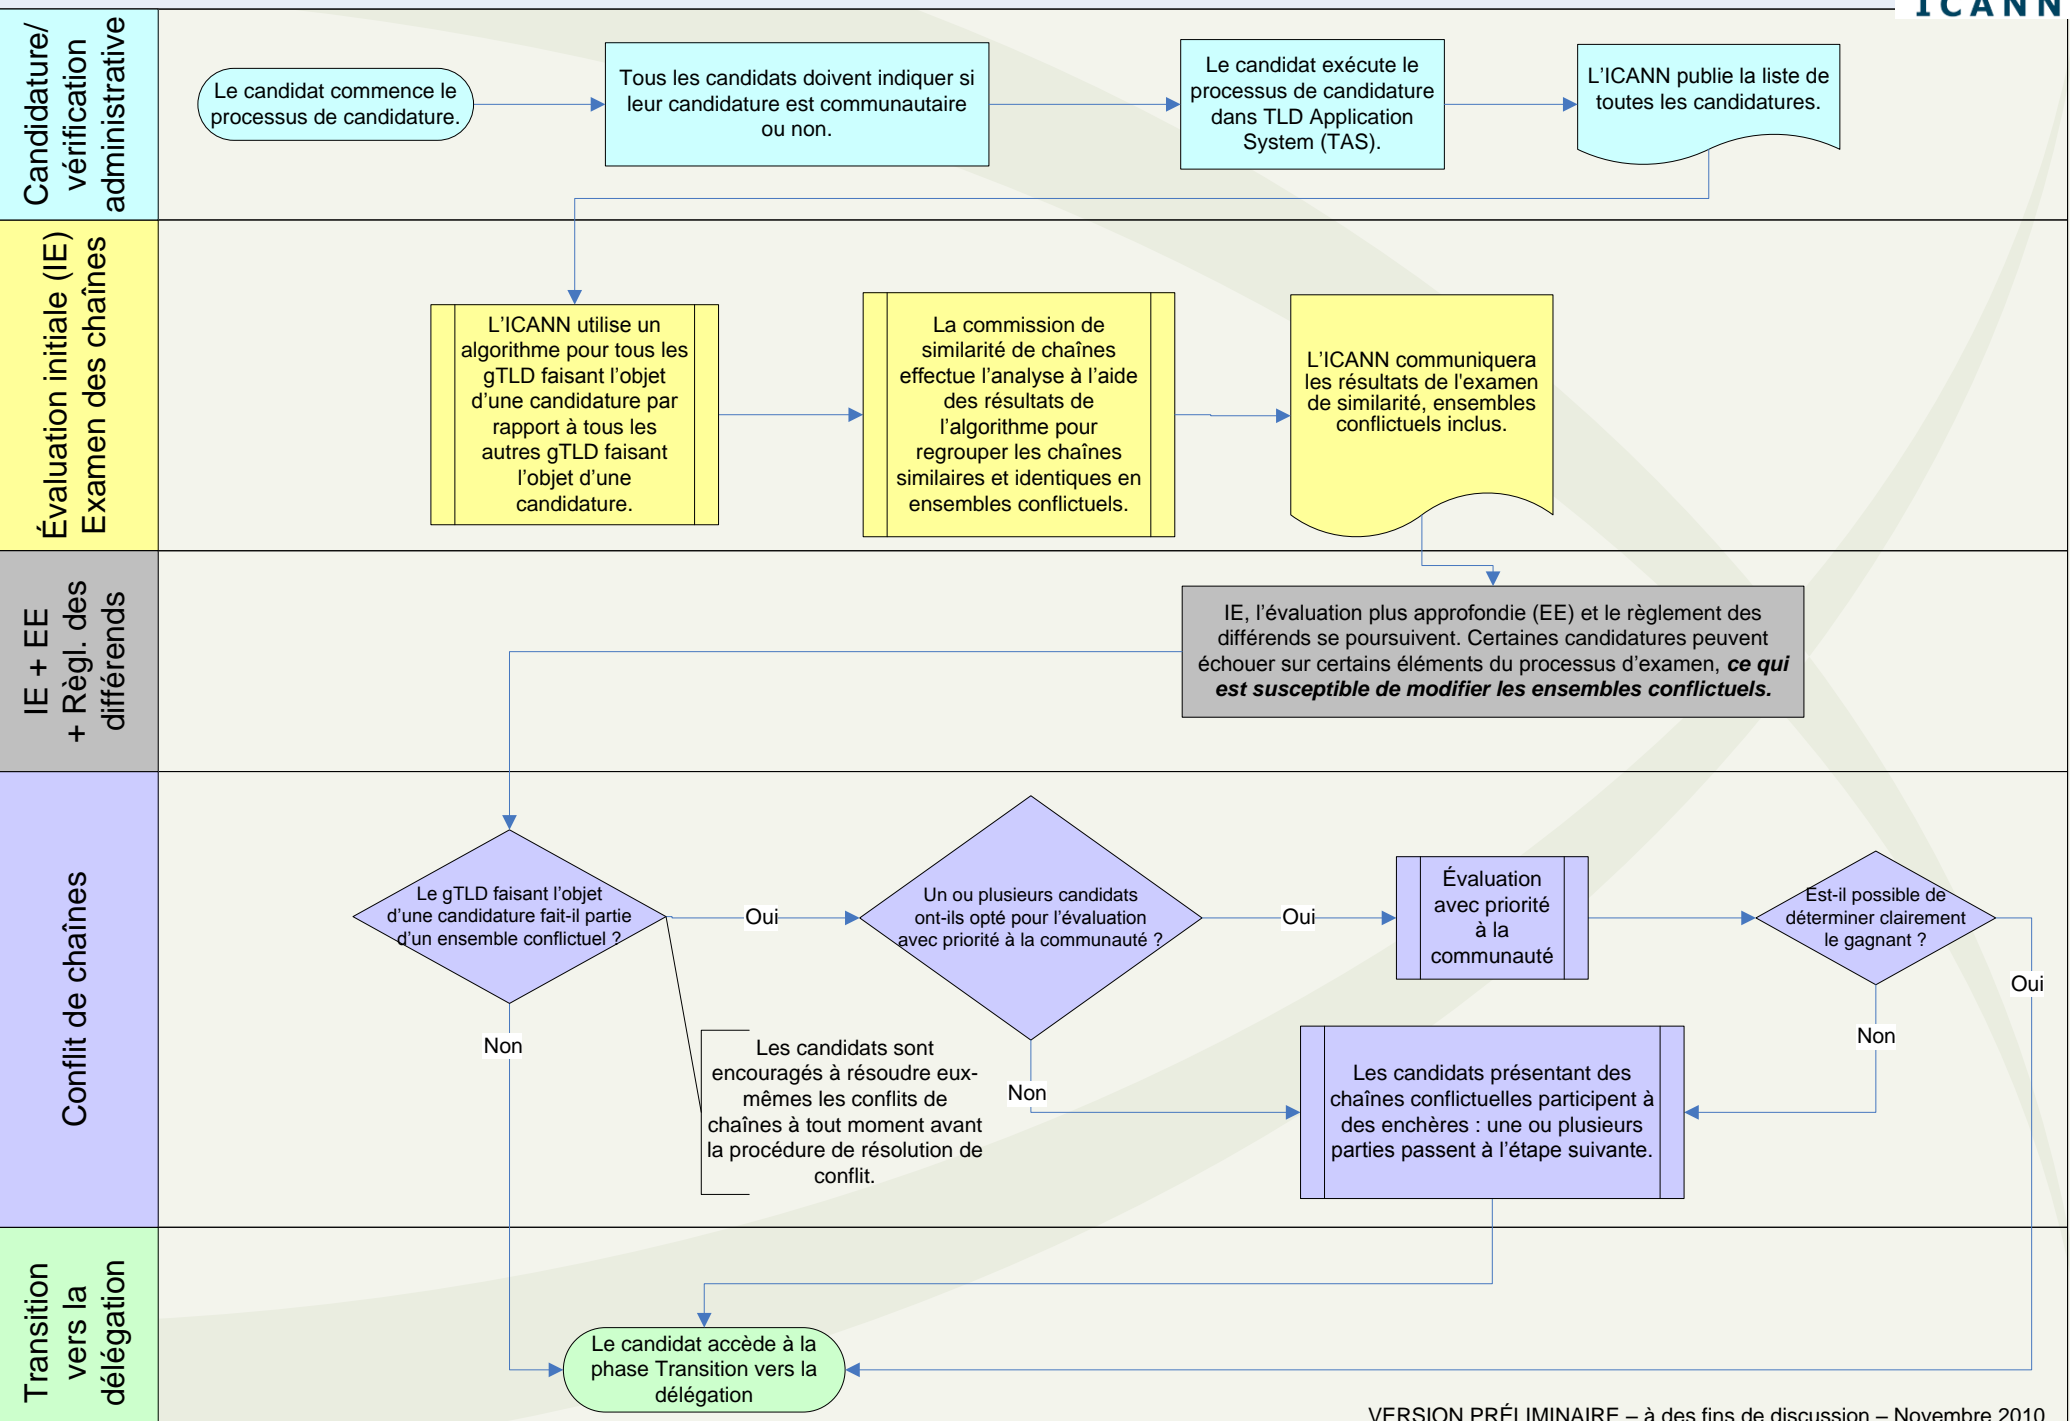 ICANN
Candidature/
vérification
administrative
Le candidat commence le
processus de candidature.
Tous les candidats doivent indiquer si
leur candidature est communautaire
ou non.
Le candidat exécute le
processus de candidature
dans TLD Application
System (TAS).
L’ICANN publie la liste de
toutes les candidatures.
Évaluation initiale (IE)
Examen des chaînes
L’ICANN utilise un
algorithme pour tous les
gTLD faisant l’objet
d’une candidature par
rapport à tous les
autres gTLD faisant
l’objet d’une
candidature.
La commission de
similarité de chaînes
effectue l’analyse à l’aide
des résultats de
l’algorithme pour
regrouper les chaînes
similaires et identiques en
ensembles conflictuels.
L’ICANN communiquera
les résultats de l'examen
de similarité, ensembles
conflictuels inclus.
IE + EE
+ Règl. des
différends
IE, l’évaluation plus approfondie (EE) et le règlement des
différends se poursuivent. Certaines candidatures peuvent
échouer sur certains éléments du processus d’examen, ce qui
est susceptible de modifier les ensembles conflictuels.
Conflit de chaînes
Le gTLD faisant l’objet
d’une candidature fait-il partie
d’un ensemble conflictuel ?
Oui
Un ou plusieurs candidats
ont-ils opté pour l’évaluation
avec priorité à la communauté ?
Oui
Évaluation
avec priorité
à la
communauté
Est-il possible de
déterminer clairement
le gagnant ?
Oui
Non
Non
Non
Les candidats sont
encouragés à résoudre eux-
mêmes les conflits de
chaînes à tout moment avant
la procédure de résolution de
conflit.
Les candidats présentant des
chaînes conflictuelles participent à
des enchères : une ou plusieurs
parties passent à l’étape suivante.
Transition
vers la
délégation
Le candidat accède à la
phase Transition vers la
délégation
VERSION PRÉLIMINAIRE – à des fins de discussion – Novembre 2010